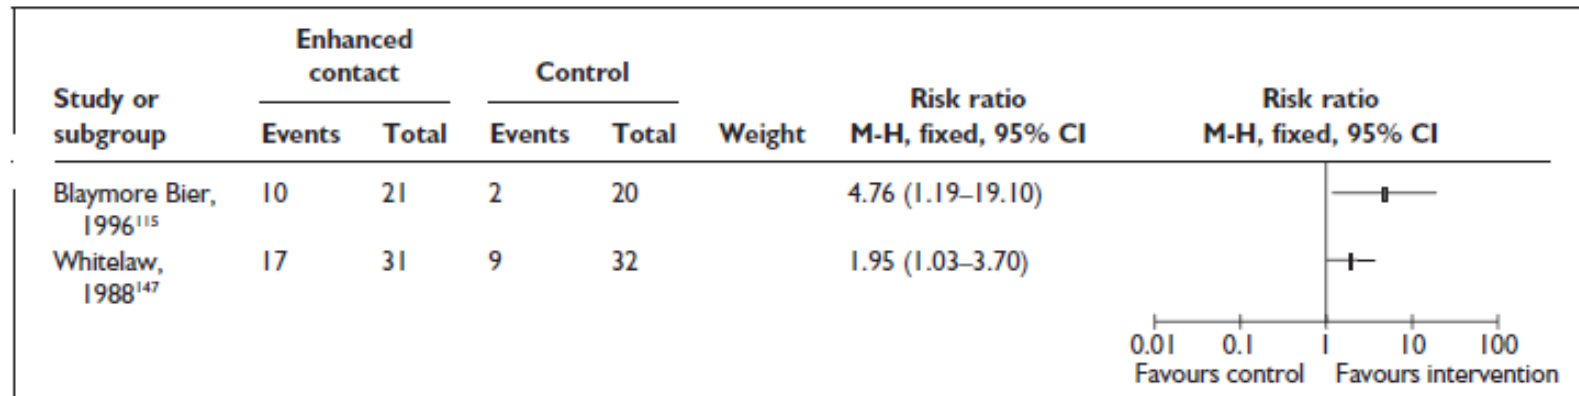 Enhanced contact Control
Study or subgroup Events Total Events Total Weight Risk ratio M-H, fixed, 95% CI Risk ratio M-H, fixed, 95% CI
Blaymore Bier, 10 21 2 20 4.76 (1.19–19.10)
1996¹¹⁵
Whitelaw, 17 31 9 32 1.95 (1.03–3.70)
1988¹⁴⁷
0.01 0.1 1 10 100
Favours control Favours intervention